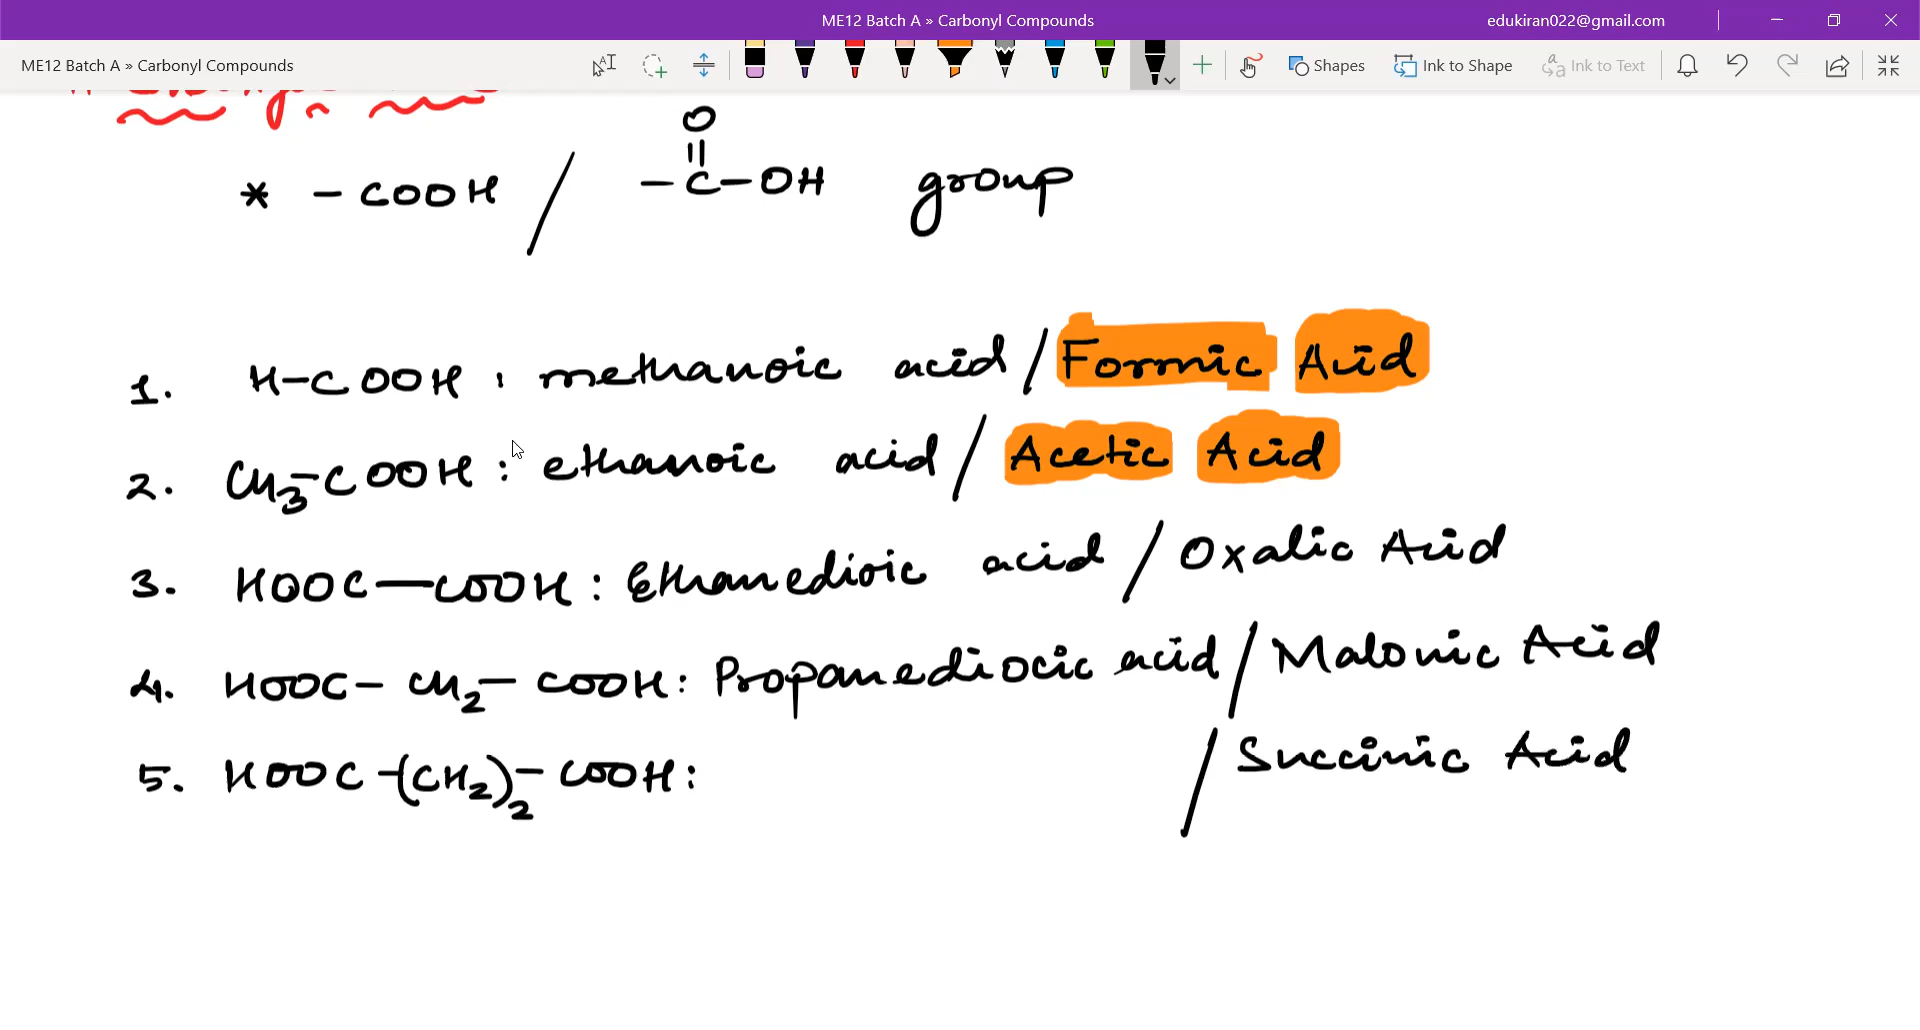 ME12 Batch A » Carbonyl Compounds
edukiran022@gmail.com
ME12 Batch A » Carbonyl Compounds
Shapes
Ink to Shape
Ink to Text
O
||
* - COOH / -C-OH group
1. H-COOH : methanoic acid / Formic Acid
2. CH3-COOH : ethanoic acid / Acetic Acid
3. HOOC-COOH : Ethanedioic acid / Oxalic Acid
4. HOOC-CH2-COOH : Propanediocic acid / Malonic Acid
5. HOOC-(CH2)2-COOH : / Succinic Acid